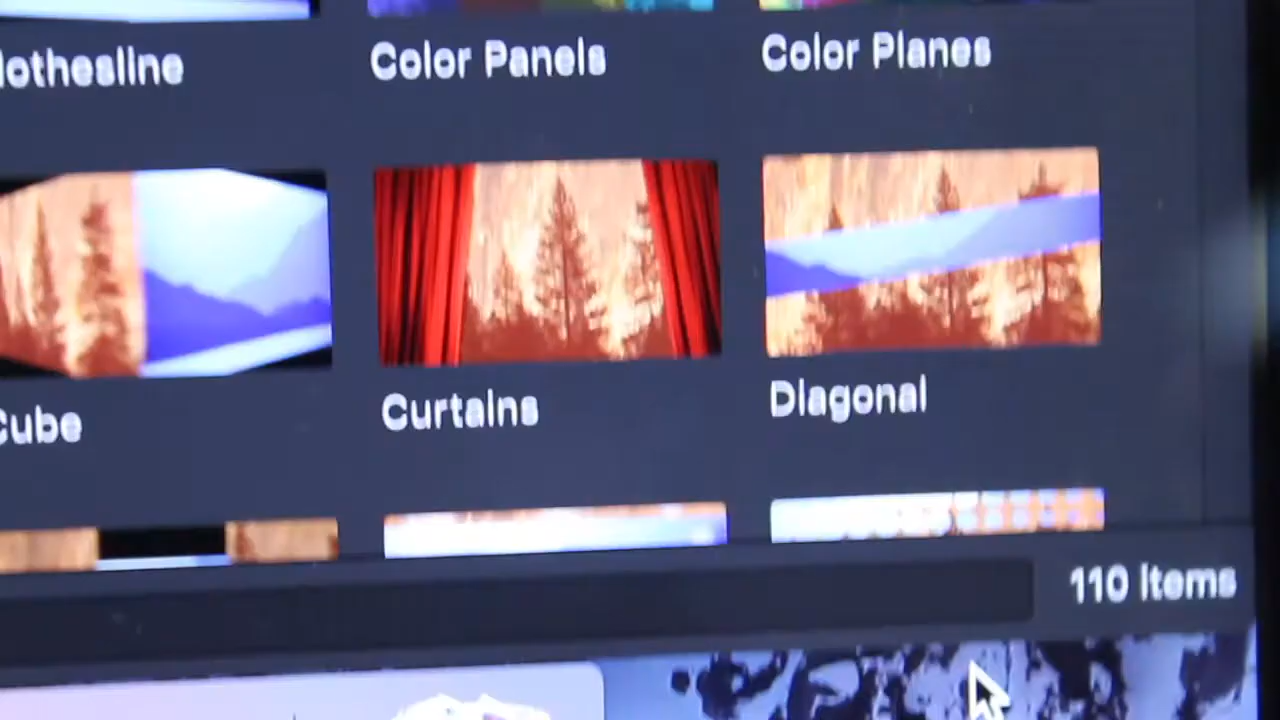 lothesline
Color Panels
Color Planes
Cube
Curtains
Diagonal
110 items